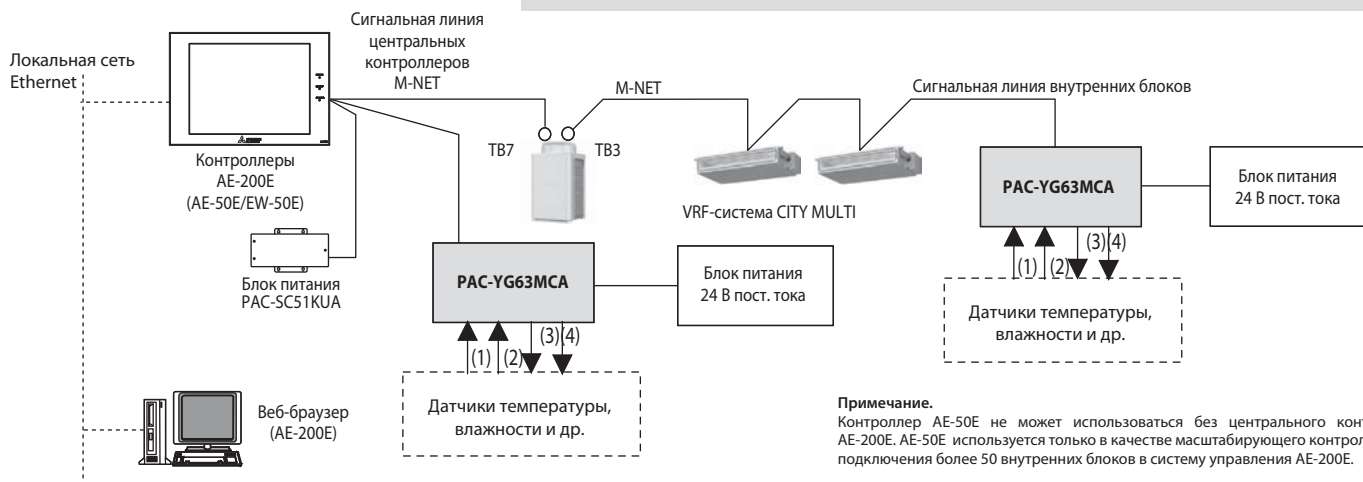 Локальная сеть
Ethernet
Сигнальная линия
центральных
контроллеров
M-NET
Контроллеры
AE-200E
(AE-50E/EW-50E)
Блок питания
PAC-SC51KUA
Веб-браузер
(AE-200E)
TB7
TB3
M-NET
VRF-система CITY MULTI
Сигнальная линия внутренних блоков
PAC-YG63MCA
Блок питания
24 В пост. тока
(1) (2) (3) (4)
Датчики температуры,
влажности и др.
PAC-YG63MCA
Блок питания
24 В пост. тока
(1) (2) (3) (4)
Датчики температуры,
влажности и др.
Примечание.
Контроллер AE-50E не может использоваться без центрального конт
AE-200E. AE-50E используется только в качестве масштабирующего контрол
подключения более 50 внутренних блоков в систему управления AE-200E.